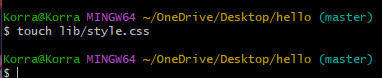 Korra@Korra MINGW64 ~/OneDrive/Desktop/hello (master)
$ touch lib/style.css
Korra@Korra MINGW64 ~/OneDrive/Desktop/hello (master)
$